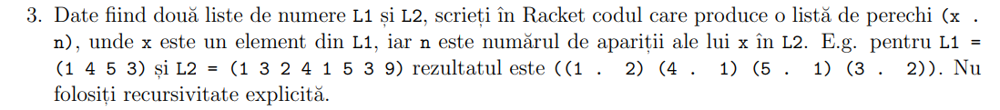 3. Date fiind două liste de numere L1 și L2, scrieți în Racket codul care produce o listă de perechi (x .
n), unde x este un element din L1, iar n este numărul de apariții ale lui x în L2. E.g. pentru L1 =
(1 4 5 3) și L2 = (1 3 2 4 1 5 3 9) rezultatul este ((1 . 2) (4 . 1) (5 . 1) (3 . 2)). Nu
folosiți recursivitate explicită.